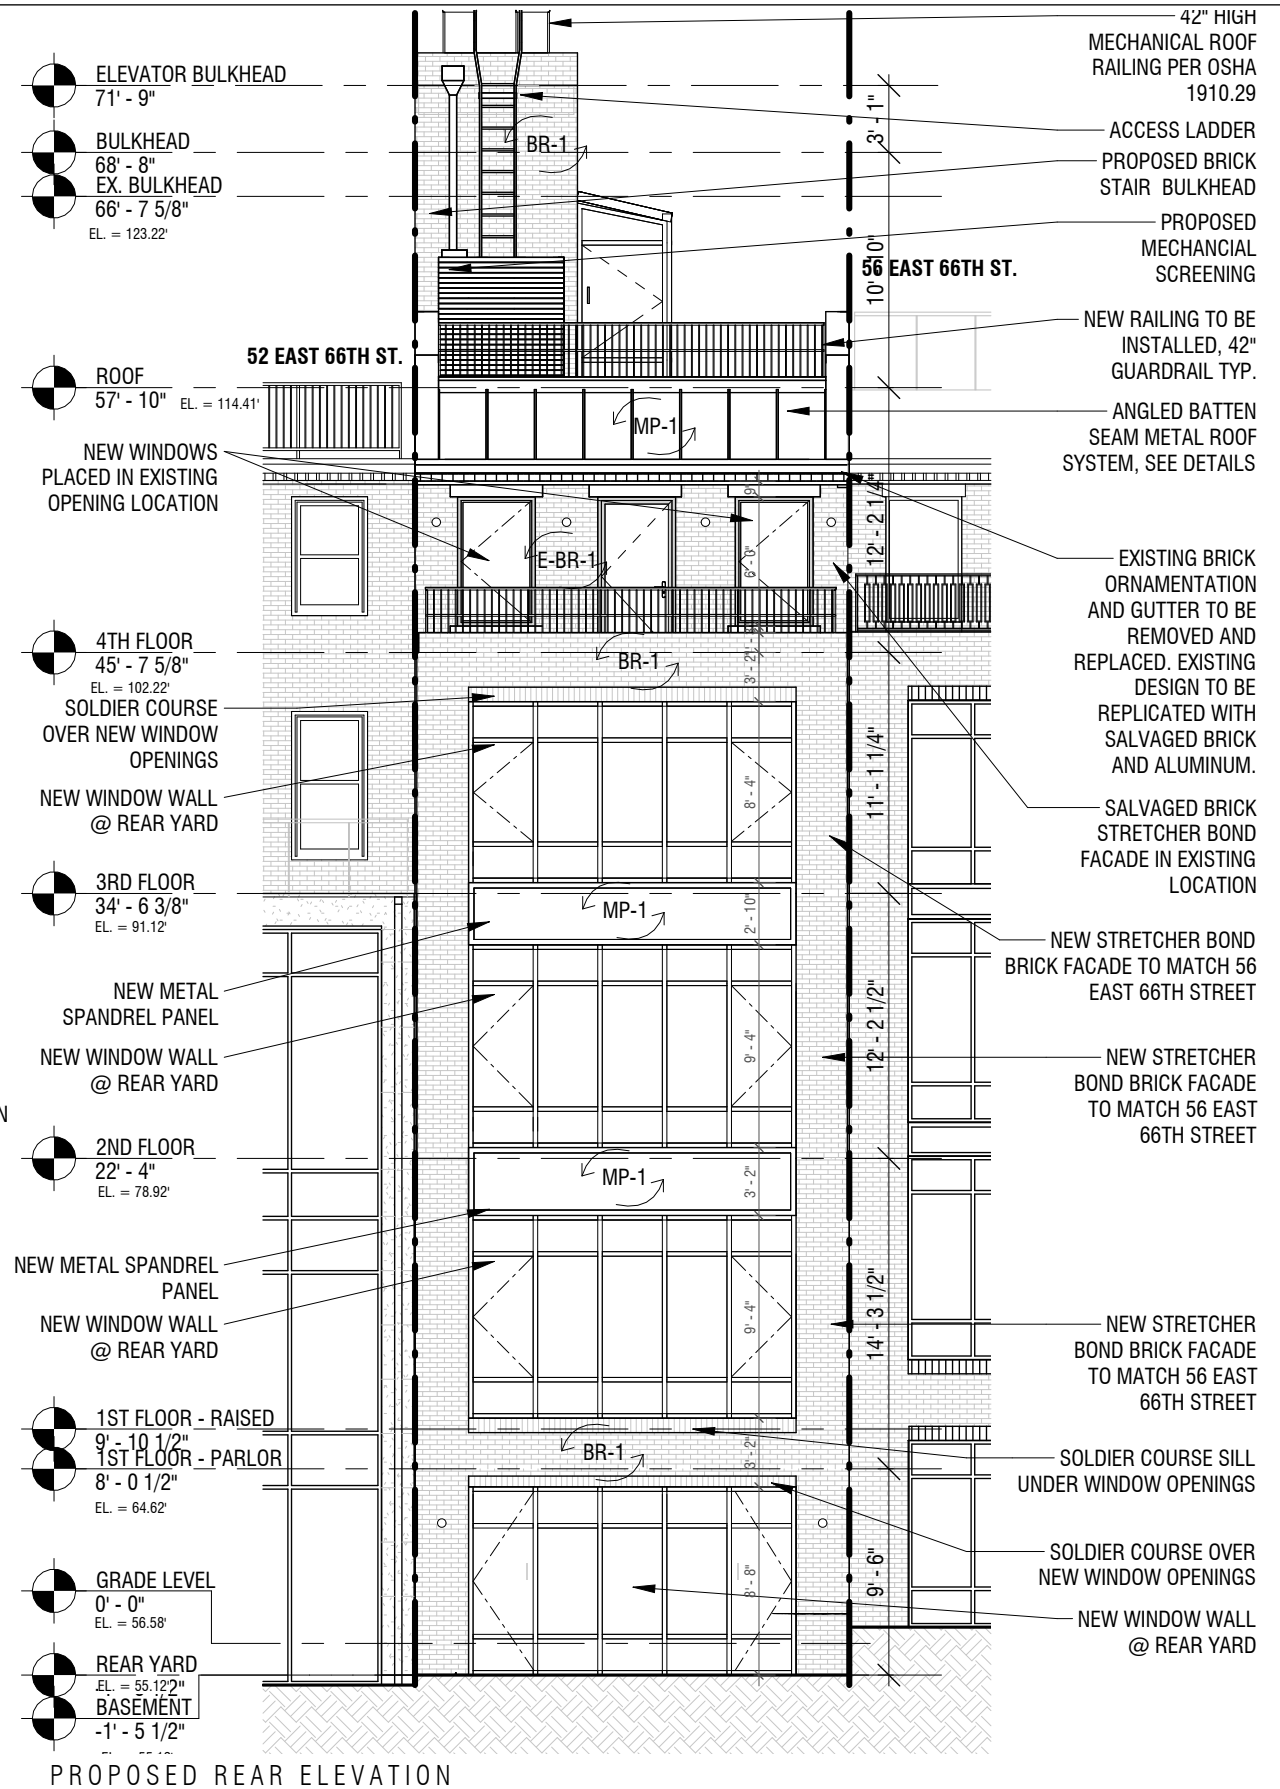 42" HIGH
MECHANICAL ROOF
RAILING PER OSHA
1910.29
ELEVATOR BULKHEAD
71' - 9"
3' - 1"
ACCESS LADDER
BULKHEAD
68' - 8"
BR-1
PROPOSED BRICK
STAIR BULKHEAD
EX. BULKHEAD
66' - 7 5/8"
EL. = 123.22'
PROPOSED
MECHANCIAL
SCREENING
10' - 10"
56 EAST 66TH ST.
NEW RAILING TO BE
INSTALLED, 42"
GUARDRAIL TYP.
52 EAST 66TH ST.
ROOF
57' - 10"
EL. = 114.41'
MP-1
ANGLED BATTEN
SEAM METAL ROOF
SYSTEM, SEE DETAILS
NEW WINDOWS
PLACED IN EXISTING
OPENING LOCATION
12' - 2 1/4"
E-BR-1
6' - 0"
EXISTING BRICK
ORNAMENTATION
AND GUTTER TO BE
REMOVED AND
REPLACED. EXISTING
DESIGN TO BE
REPLICATED WITH
SALVAGED BRICK
AND ALUMINUM.
4TH FLOOR
45' - 7 5/8"
EL. = 102.22'
BR-1
3' - 2"
SOLDIER COURSE
OVER NEW WINDOW
OPENINGS
NEW WINDOW WALL
@ REAR YARD
8' - 4"
11' - 1 1/4"
SALVAGED BRICK
STRETCHER BOND
FACADE IN EXISTING
LOCATION
3RD FLOOR
34' - 6 3/8"
EL. = 91.12'
MP-1
2' - 10"
NEW STRETCHER BOND
BRICK FACADE TO MATCH 56
EAST 66TH STREET
NEW METAL
SPANDREL PANEL
NEW WINDOW WALL
@ REAR YARD
9' - 4"
12' - 2 1/2"
NEW STRETCHER
BOND BRICK FACADE
TO MATCH 56 EAST
66TH STREET
N
2ND FLOOR
22' - 4"
EL. = 78.92'
MP-1
3' - 2"
NEW METAL SPANDREL
PANEL
NEW WINDOW WALL
@ REAR YARD
9' - 4"
14' - 3 1/2"
NEW STRETCHER
BOND BRICK FACADE
TO MATCH 56 EAST
66TH STREET
1ST FLOOR - RAISED
9' - 10 1/2"
BR-1
3' - 2"
SOLDIER COURSE SILL
UNDER WINDOW OPENINGS
1ST FLOOR - PARLOR
8' - 0 1/2"
EL. = 64.62'
SOLDIER COURSE OVER
NEW WINDOW OPENINGS
8' - 8"
9' - 6"
GRADE LEVEL
0' - 0"
EL. = 56.58'
NEW WINDOW WALL
@ REAR YARD
REAR YARD
EL. = 55.12'
BASEMENT
-1' - 5 1/2"
PROPOSED REAR ELEVATION